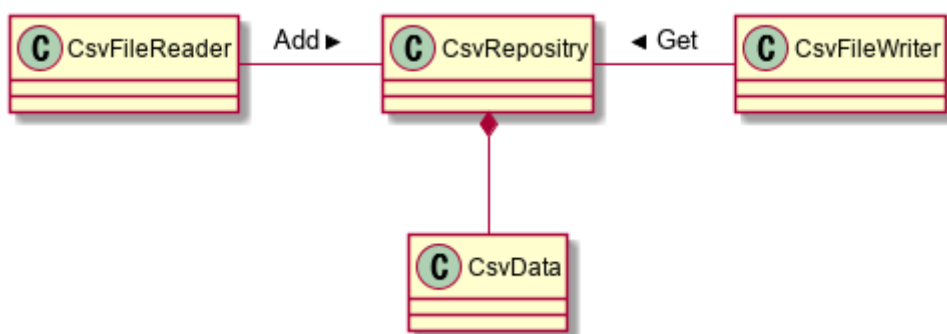 C CsvFileReader Add ► C CsvRepositry ◄ Get C CsvFileWriter
C CsvData